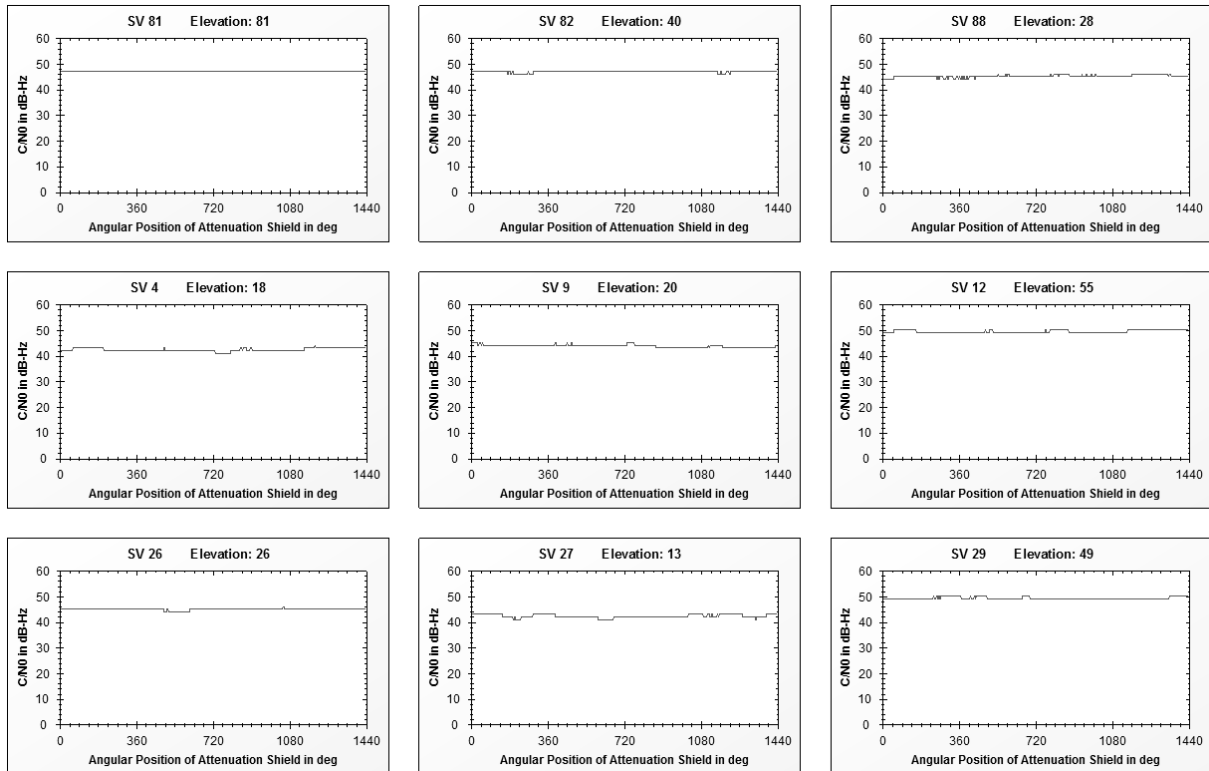 SV 81 Elevation: 81
C/N0 in dB-Hz
60
50
40
30
20
10
0
0 360 720 1080 1440
Angular Position of Attenuation Shield in deg
SV 82 Elevation: 40
C/N0 in dB-Hz
60
50
40
30
20
10
0
0 360 720 1080 1440
Angular Position of Attenuation Shield in deg
SV 88 Elevation: 28
C/N0 in dB-Hz
60
50
40
30
20
10
0
0 360 720 1080 1440
Angular Position of Attenuation Shield in deg
SV 4 Elevation: 18
C/N0 in dB-Hz
60
50
40
30
20
10
0
0 360 720 1080 1440
Angular Position of Attenuation Shield in deg
SV 9 Elevation: 20
C/N0 in dB-Hz
60
50
40
30
20
10
0
0 360 720 1080 1440
Angular Position of Attenuation Shield in deg
SV 12 Elevation: 55
C/N0 in dB-Hz
60
50
40
30
20
10
0
0 360 720 1080 1440
Angular Position of Attenuation Shield in deg
SV 26 Elevation: 26
C/N0 in dB-Hz
60
50
40
30
20
10
0
0 360 720 1080 1440
Angular Position of Attenuation Shield in deg
SV 27 Elevation: 13
C/N0 in dB-Hz
60
50
40
30
20
10
0
0 360 720 1080 1440
Angular Position of Attenuation Shield in deg
SV 29 Elevation: 49
C/N0 in dB-Hz
60
50
40
30
20
10
0
0 360 720 1080 1440
Angular Position of Attenuation Shield in deg